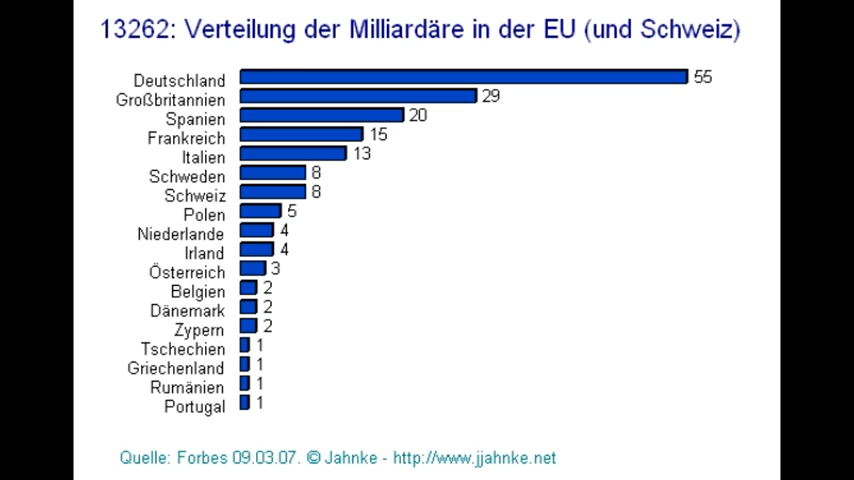 13262: Verteilung der Milliardäre in der EU (und Schweiz)
Deutschland 55
Großbritannien 29
Spanien 20
Frankreich 15
Italien 13
Schweden 8
Schweiz 8
Polen 5
Niederlande 4
Irland 4
Österreich 3
Belgien 2
Dänemark 2
Zypern 2
Tschechien 1
Griechenland 1
Rumänien 1
Portugal 1
Quelle: Forbes 09.03.07. © Jahnke - http://www.jjahnke.net